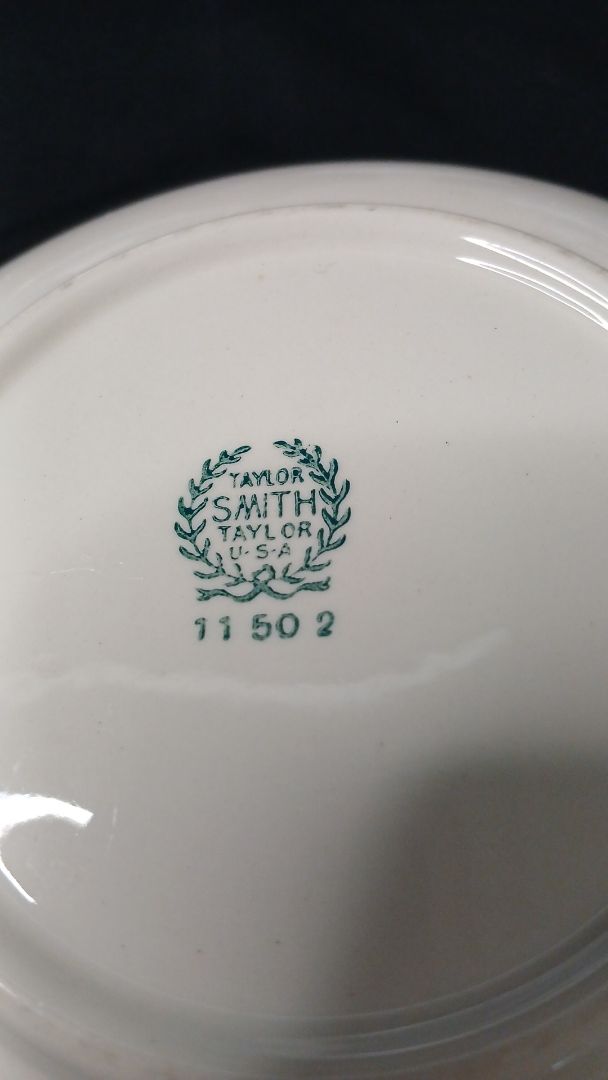 TAYLOR
SMITH
TAYLOR
U-S-A
11 50 2